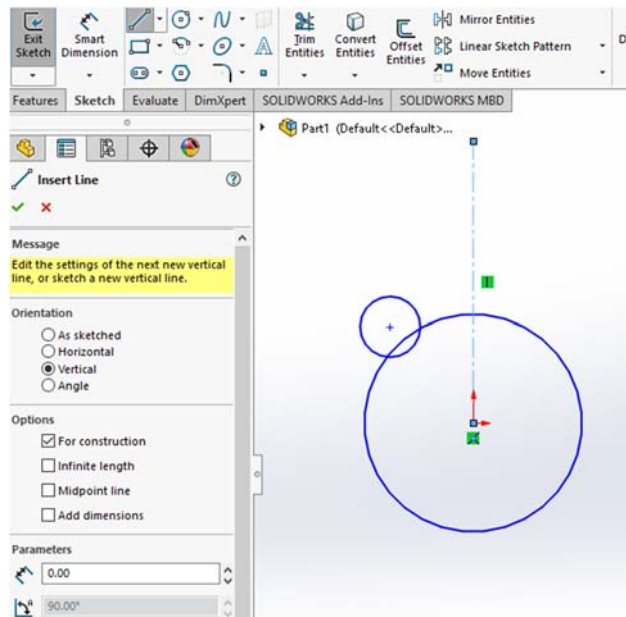 Exit Sketch
Smart Dimension
Trim Entities
Convert Entities
Offset Entities
Mirror Entities
Linear Sketch Pattern
Move Entities
D
Features Sketch Evaluate DimXpert SOLIDWORKS Add-Ins SOLIDWORKS MBD
Part1 (Default<<Default>...
Insert Line
Message
Edit the settings of the next new vertical
line, or sketch a new vertical line.
Orientation
As sketched
Horizontal
Vertical
Angle
Options
For construction
Infinite length
Midpoint line
Add dimensions
Parameters
0.00
90.00°